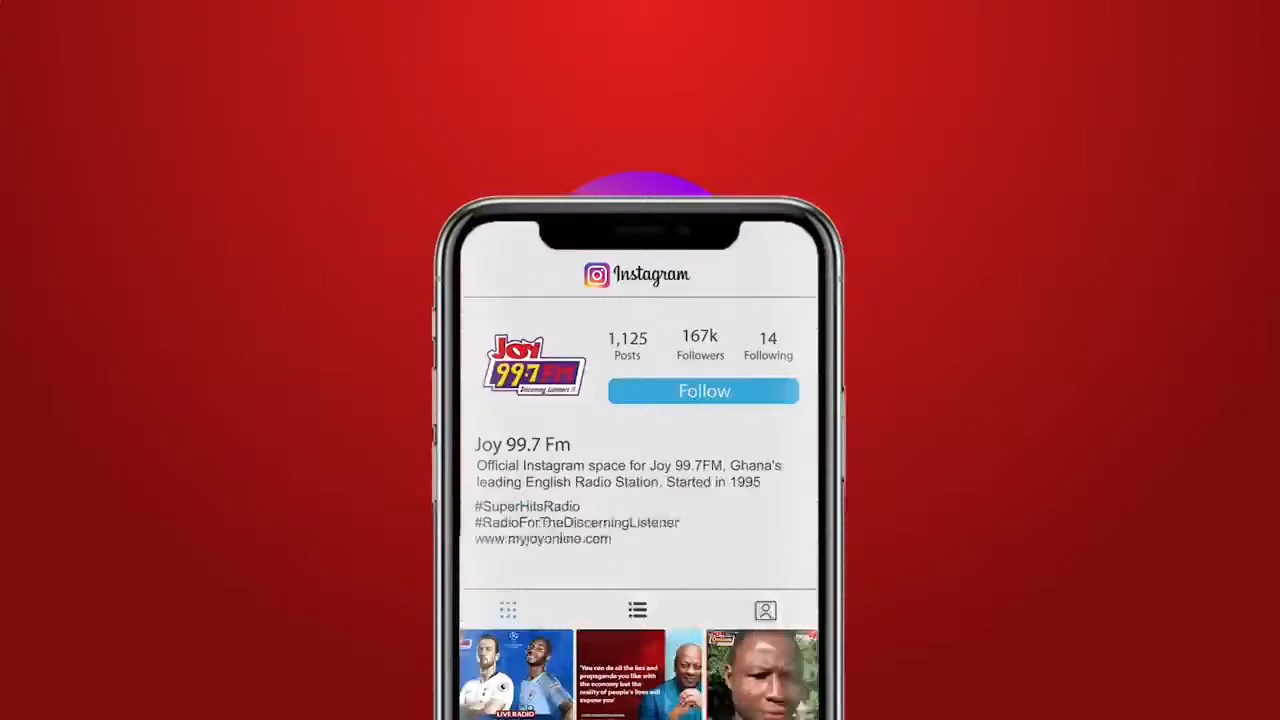 Instagram
JOY
99.7 FM
1,125
Posts
167k
Followers
14
Following
Follow
Joy 99.7 Fm
Official Instagram space for Joy 99.7FM, Ghana's
leading English Radio Station. Started in 1995
#SuperHitsRadio
#RadioForTheDiscerningListener
www.myjoyonline.com
LIVE RADIO
'You can do all the lies and
propaganda you like with
the economy but the
reality of people's lives will
expose you'